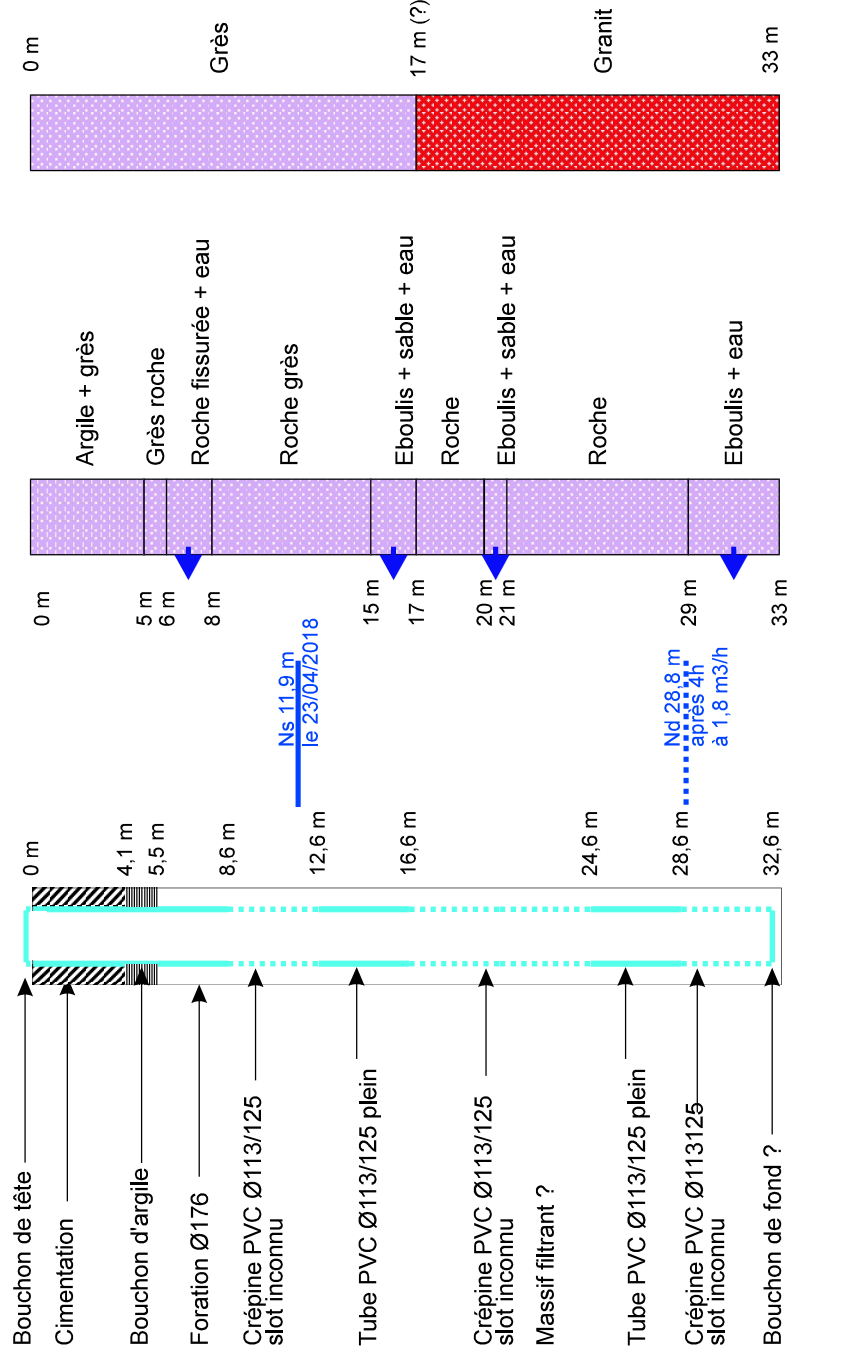 Bouchon de tête
Cimentation
Bouchon d'argile
Foration Ø176
Crépine PVC Ø113/125
slot inconnu
Tube PVC Ø113/125 plein
Crépine PVC Ø113/125
slot inconnu
Massif filtrant ?
Tube PVC Ø113/125 plein
Crépine PVC Ø113125
slot inconnu
Bouchon de fond ?
0 m
4,1 m
5,5 m
8,6 m
12,6 m
16,6 m
24,6 m
28,6 m
32,6 m
Ns 11,9 m
le 23/04/2018
Nd 28,8 m
après 4h
à 1,8 m3/h
0 m
5 m
6 m
8 m
15 m
17 m
20 m
21 m
29 m
33 m
Argile + grès
Grès roche
Roche fissurée + eau
Roche grès
Eboulis + sable + eau
Roche
Eboulis + sable + eau
Roche
Eboulis + eau
0 m
Grès
17 m (?)
Granit
33 m